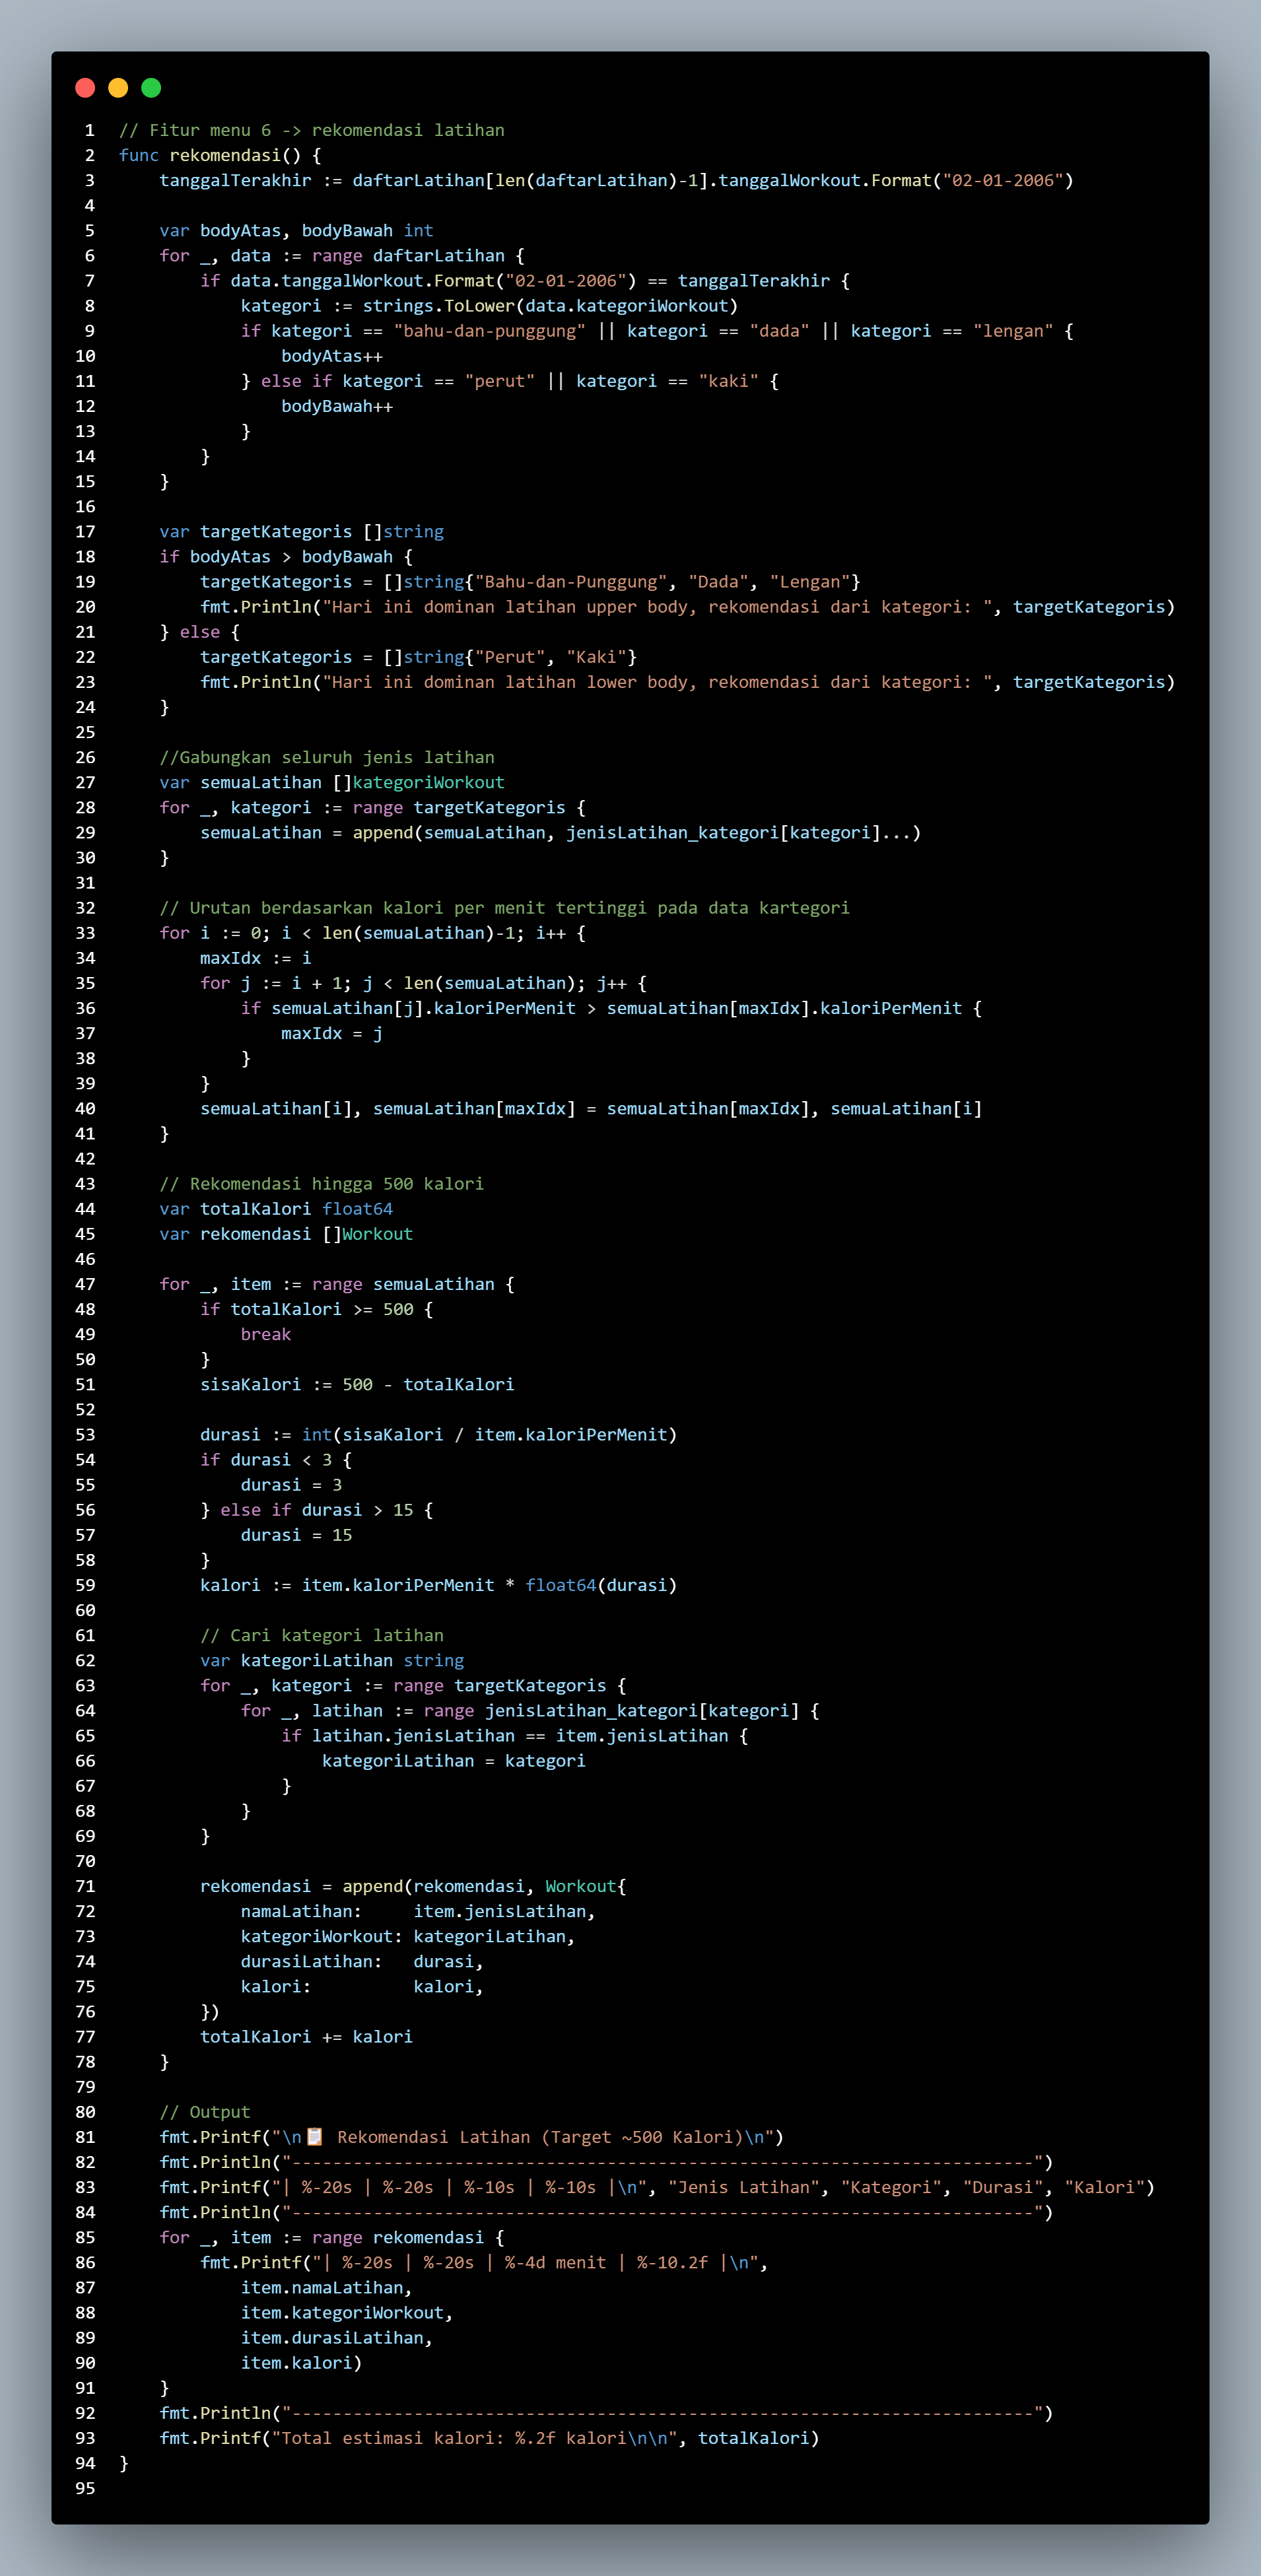 1 // Fitur menu 6 -> rekomendasi latihan
2 func rekomendasi() {
3     tanggalTerakhir := daftarLatihan[len(daftarLatihan)-1].tanggalWorkout.Format("02-01-2006")
4
5     var bodyAtas, bodyBawah int
6     for _, data := range daftarLatihan {
7         if data.tanggalWorkout.Format("02-01-2006") == tanggalTerakhir {
8             kategori := strings.ToLower(data.kategoriWorkout)
9             if kategori == "bahu-dan-punggung" || kategori == "dada" || kategori == "lengan" {
10                 bodyAtas++
11             } else if kategori == "perut" || kategori == "kaki" {
12                 bodyBawah++
13             }
14         }
15     }
16
17     var targetKategoris []string
18     if bodyAtas > bodyBawah {
19         targetKategoris = []string{"Bahu-dan-Punggung", "Dada", "Lengan"}
20         fmt.Println("Hari ini dominan latihan upper body, rekomendasi dari kategori: ", targetKategoris)
21     } else {
22         targetKategoris = []string{"Perut", "Kaki"}
23         fmt.Println("Hari ini dominan latihan lower body, rekomendasi dari kategori: ", targetKategoris)
24     }
25
26     //Gabungkan seluruh jenis latihan
27     var semuaLatihan []kategoriWorkout
28     for _, kategori := range targetKategoris {
29         semuaLatihan = append(semuaLatihan, jenisLatihan_kategori[kategori]...)
30     }
31
32     // Urutan berdasarkan kalori per menit tertinggi pada data kartegori
33     for i := 0; i < len(semuaLatihan)-1; i++ {
34         maxIdx := i
35         for j := i + 1; j < len(semuaLatihan); j++ {
36             if semuaLatihan[j].kaloriPerMenit > semuaLatihan[maxIdx].kaloriPerMenit {
37                 maxIdx = j
38             }
39         }
40         semuaLatihan[i], semuaLatihan[maxIdx] = semuaLatihan[maxIdx], semuaLatihan[i]
41     }
42
43     // Rekomendasi hingga 500 kalori
44     var totalKalori float64
45     var rekomendasi []Workout
46
47     for _, item := range semuaLatihan {
48         if totalKalori >= 500 {
49             break
50         }
51         sisaKalori := 500 - totalKalori
52
53         durasi := int(sisaKalori / item.kaloriPerMenit)
54         if durasi < 3 {
55             durasi = 3
56         } else if durasi > 15 {
57             durasi = 15
58         }
59         kalori := item.kaloriPerMenit * float64(durasi)
60
61         // Cari kategori latihan
62         var kategoriLatihan string
63         for _, kategori := range targetKategoris {
64             for _, latihan := range jenisLatihan_kategori[kategori] {
65                 if latihan.jenisLatihan == item.jenisLatihan {
66                     kategoriLatihan = kategori
67                 }
68             }
69         }
70
71         rekomendasi = append(rekomendasi, Workout{
72             namaLatihan:     item.jenisLatihan,
73             kategoriWorkout: kategoriLatihan,
74             durasiLatihan:   durasi,
75             kalori:          kalori,
76         })
77         totalKalori += kalori
78     }
79
80     // Output
81     fmt.Printf("\n📋 Rekomendasi Latihan (Target ~500 Kalori)\n")
82     fmt.Println("-------------------------------------------------------------------------")
83     fmt.Printf("| %-20s | %-20s | %-10s | %-10s |\n", "Jenis Latihan", "Kategori", "Durasi", "Kalori")
84     fmt.Println("-------------------------------------------------------------------------")
85     for _, item := range rekomendasi {
86         fmt.Printf("| %-20s | %-20s | %-4d menit | %-10.2f |\n",
87             item.namaLatihan,
88             item.kategoriWorkout,
89             item.durasiLatihan,
90             item.kalori)
91     }
92     fmt.Println("-------------------------------------------------------------------------")
93     fmt.Printf("Total estimasi kalori: %.2f kalori\n\n", totalKalori)
94 }
95